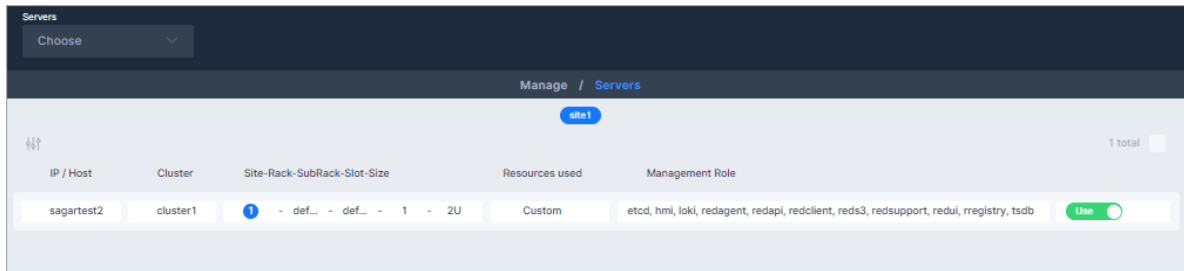 Servers
Choose
Manage / Servers
site1
1 total
IP / Host Cluster Site-Rack-SubRack-Slot-Size Resources used Management Role
sagartest2 cluster1 1 - def... - def... - 1 - 2U Custom etcd, hmi, loki, redagent, redapi, redclient, reds3, redsupport, redui, rregistry, tsdb Use